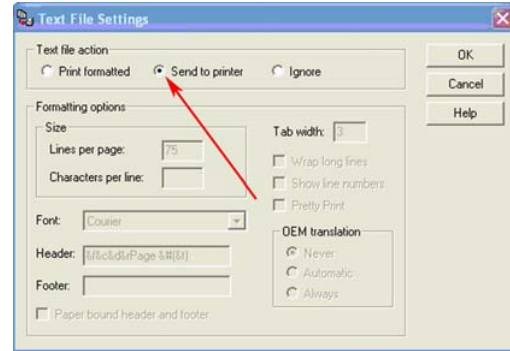 Text File Settings
Text file action
Print formatted
Send to printer
Ignore
OK
Cancel
Help
Formatting options
Size
Lines per page: 75
Characters per line:
Tab width: 3
Wrap long lines
Show line numbers
Pretty Print
Font: Courier
OEM translation
Never
Automatic
Always
Header: &f&c&d&rPage &#(&t)
Footer:
Paper bound header and footer